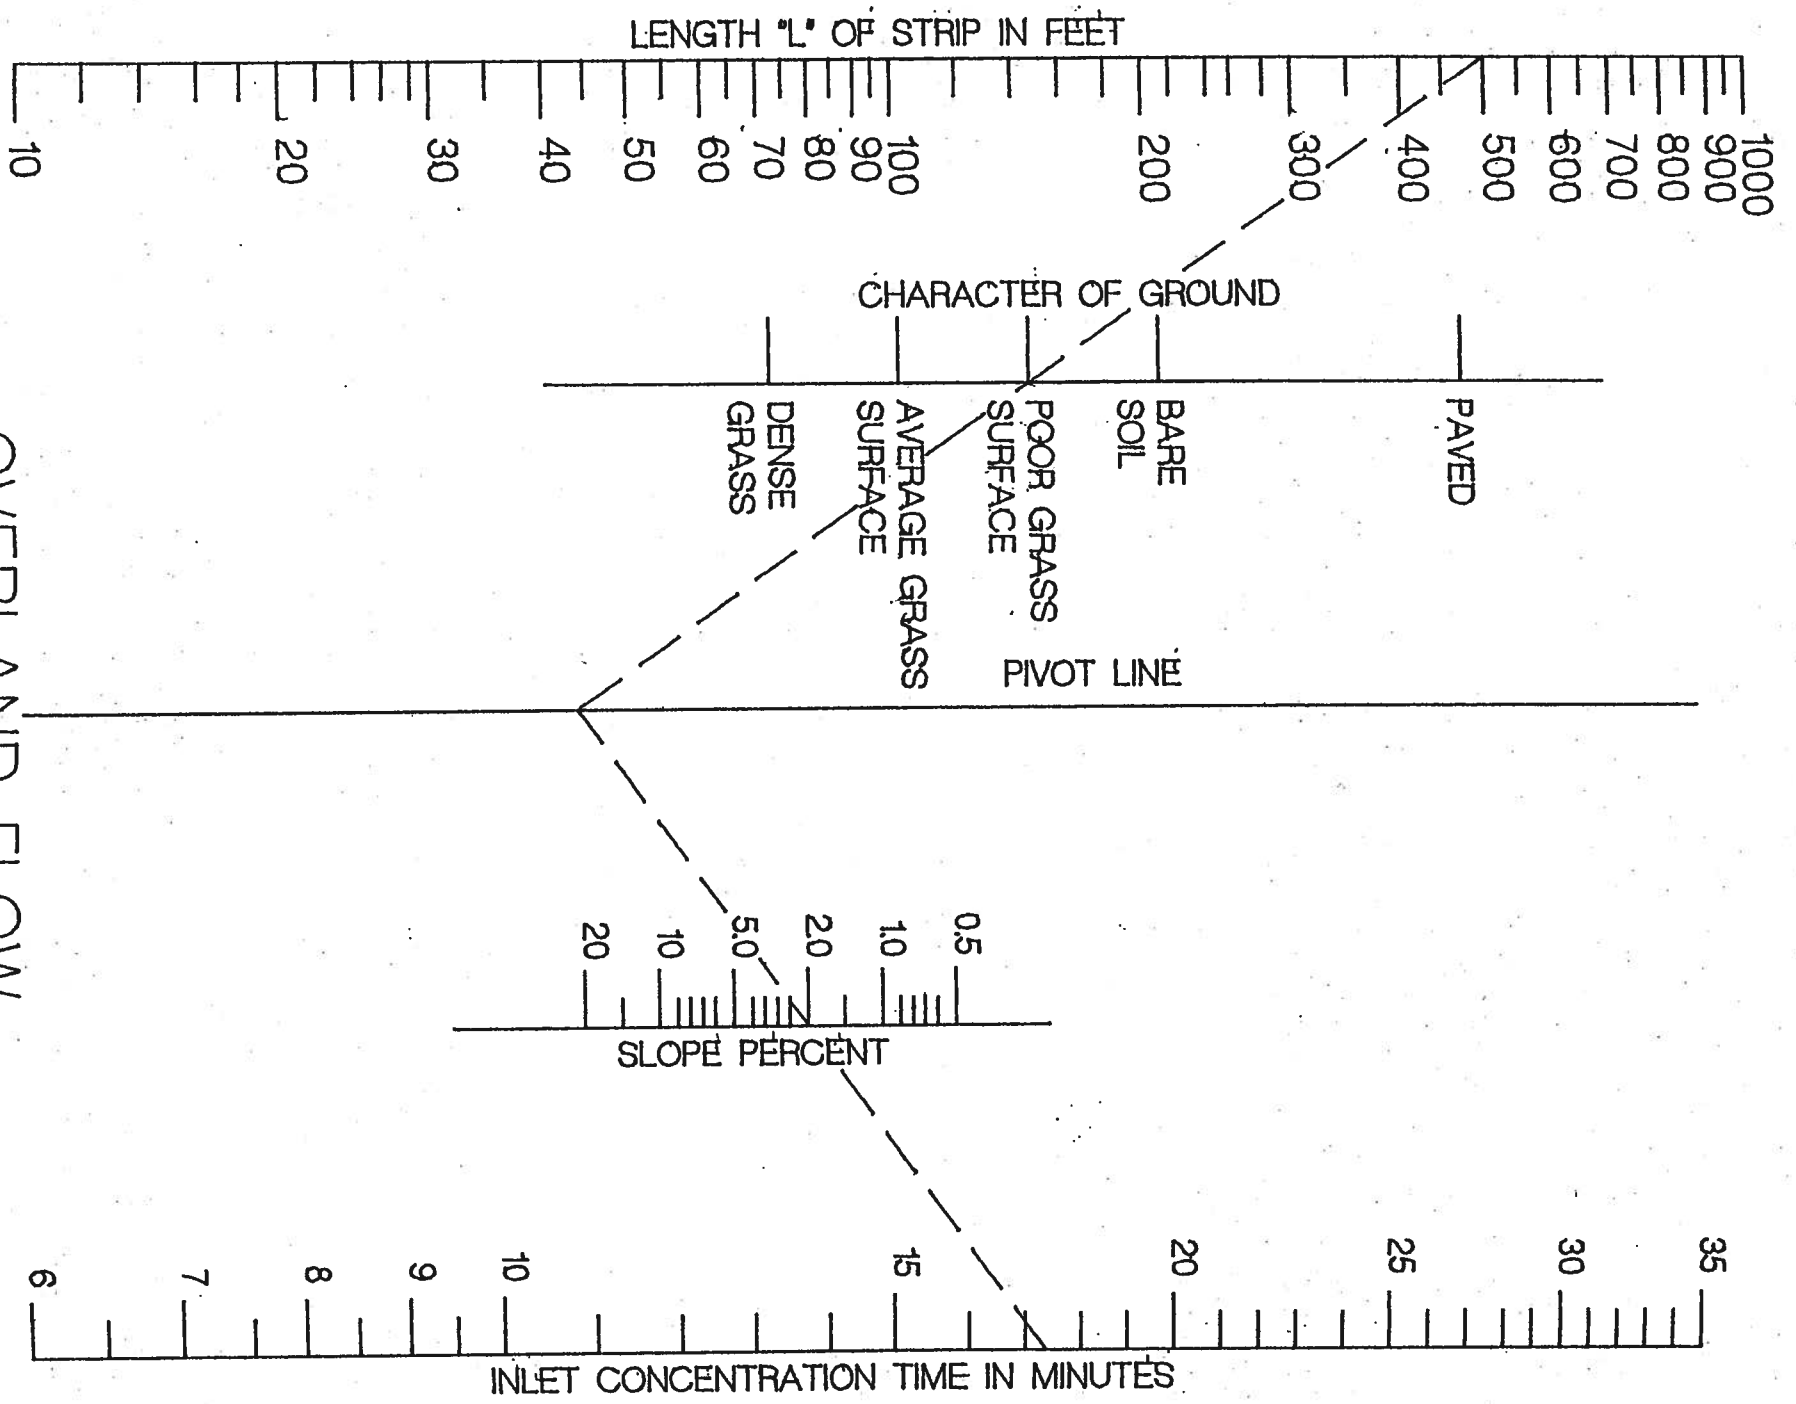 LENGTH "L" OF STRIP IN FEET
10 20 30 40 50 60 70 80 90 100 200 300 400 500 600 700 800 900 1000
CHARACTER OF GROUND
DENSE
GRASS
AVERAGE GRASS
SURFACE
POOR GRASS
SURFACE
BARE
SOIL
PAVED
PIVOT LINE
20 10 5.0 2.0 1.0 0.5
SLOPE PERCENT
6 7 8 9 10 15 20 25 30 35
INLET CONCENTRATION TIME IN MINUTES
OVERLAND FLOW